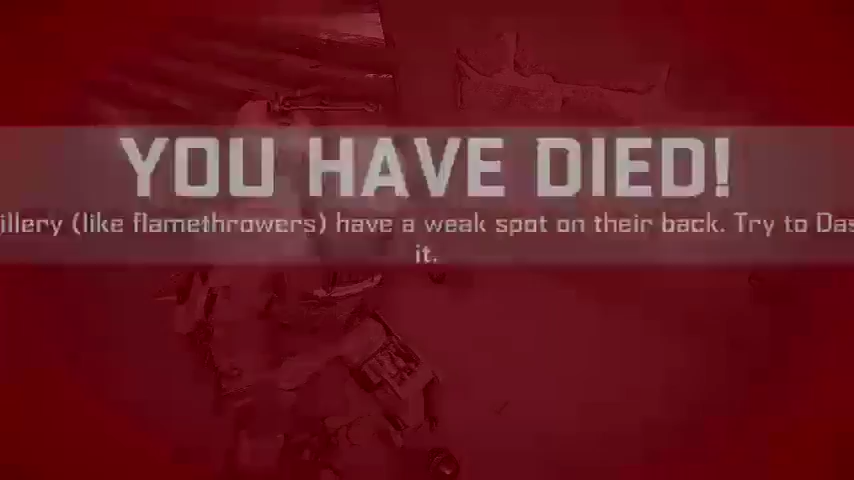 YOU HAVE DIED!
illery (like flamethrowers) have a weak spot on their back. Try to Das
it.